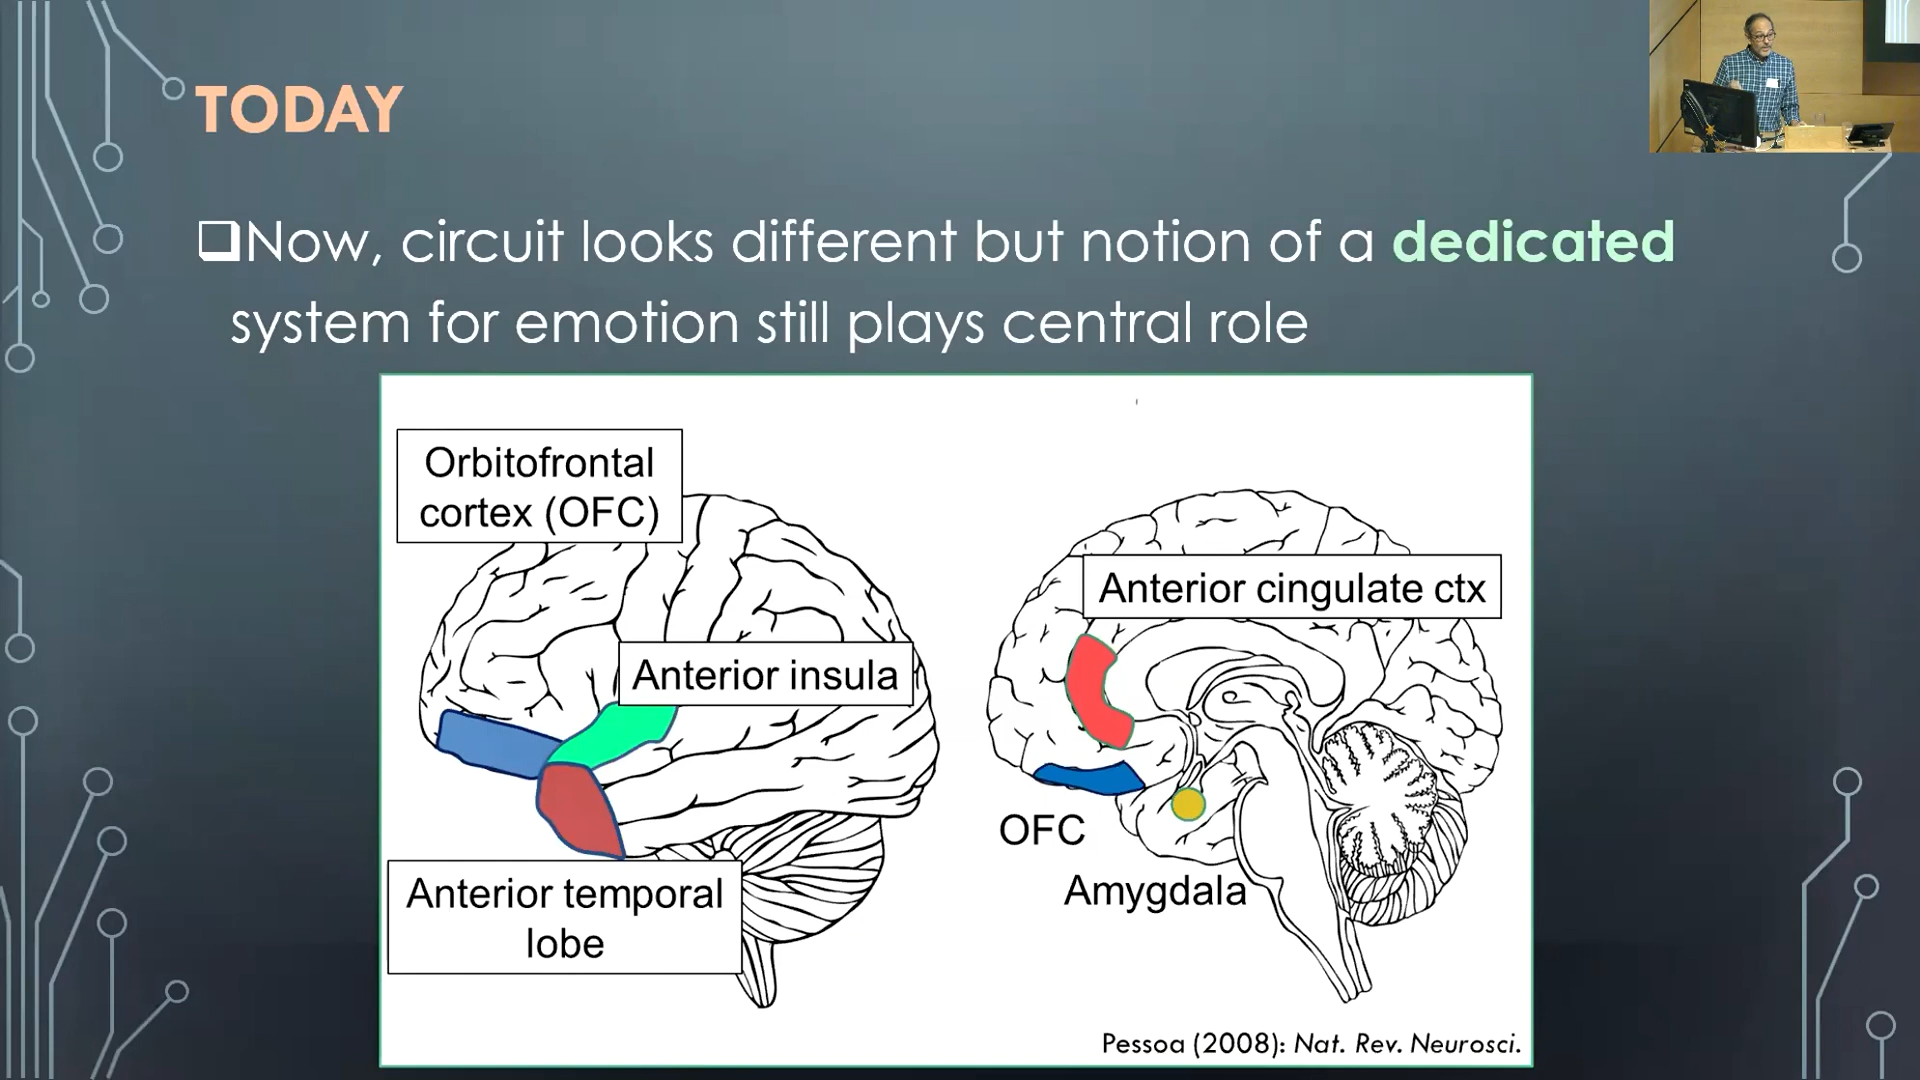 TODAY
❑Now, circuit looks different but notion of a dedicated
system for emotion still plays central role
Orbitofrontal
cortex (OFC)
Anterior insula
Anterior temporal
lobe
Anterior cingulate ctx
OFC
Amygdala
Pessoa (2008): Nat. Rev. Neurosci.